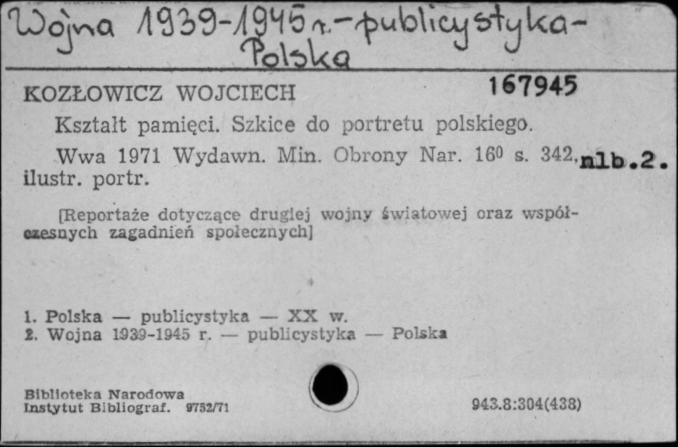 Wojna 1939-1945 r.-publicystyka-
Polska
167945
KOZŁOWICZ WOJCIECH
Kształt pamięci. Szkice do portretu polskiego.
Wwa 1971 Wydawn. Min. Obrony Nar. 16⁰ s. 342, nlb.2.
ilustr. portr.
[Reportaże dotyczące drugiej wojny światowej oraz współ-
czesnych zagadnień społecznych]
1. Polska — publicystyka — XX w.
2. Wojna 1939-1945 r. — publicystyka — Polska
Biblioteka Narodowa
Instytut Bibliograf. 9752/71
943.8:304(438)